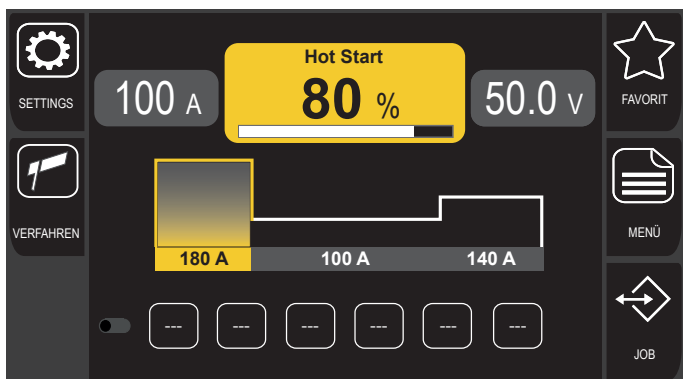 SETTINGS
VERFAHREN
100 A
Hot Start
80 %
50.0 V
180 A
100 A
140 A
--- --- --- --- --- ---
FAVORIT
MENÜ
JOB